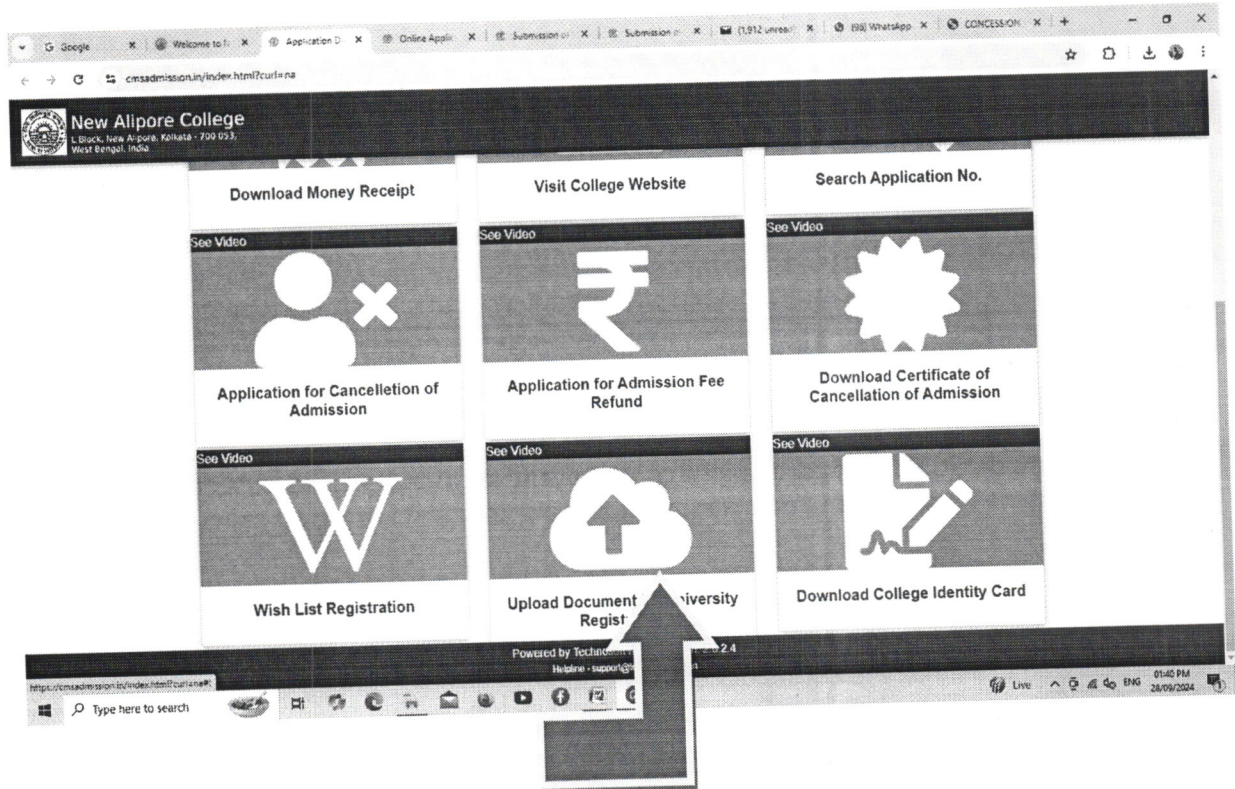 Google
Welcome to
Application D
Online Applic
Submission o
Submission
(1,912 unread
(98) WhatsApp
CONCESSION
cmsadmission.in/index.html?curl=na
New Alipore College
L Block, New Alipore, Kolkata - 700 053,
West Bengal, India
Download Money Receipt
Visit College Website
Search Application No.
See Video
See Video
See Video
Application for Cancelletion of
Admission
Application for Admission Fee
Refund
Download Certificate of
Cancellation of Admission
See Video
See Video
See Video
Wish List Registration
Upload Document
Download College Identity Card
Powered by
Helpline - support@
https://cmsadmission.in/index.html?curl=na#
Type here to search
Live
ENG
01:40 PM
28/09/2024